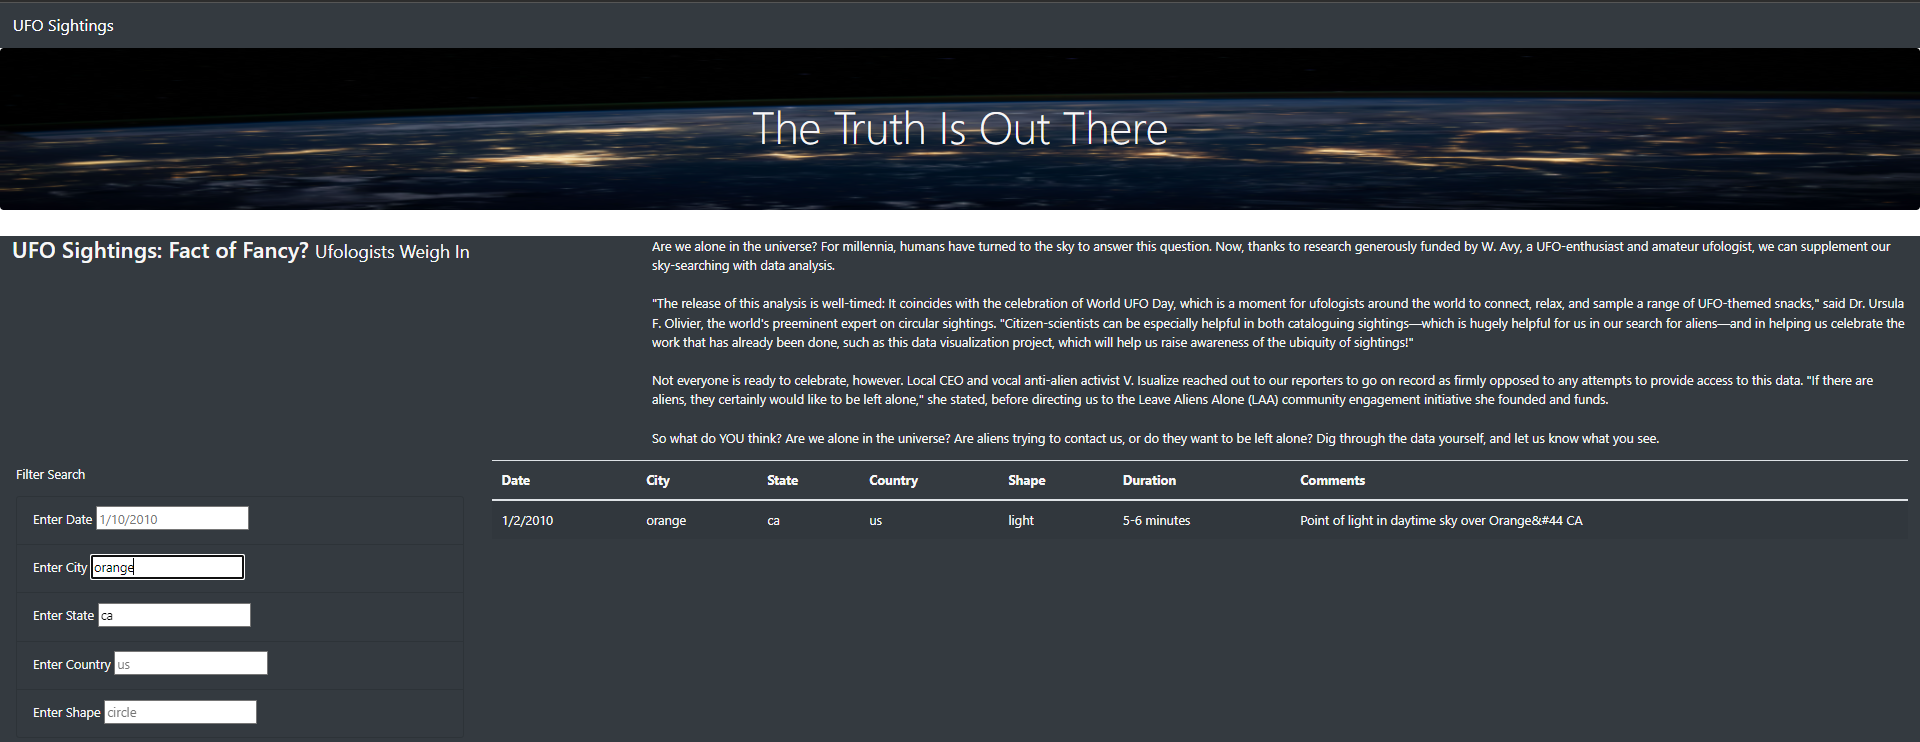 UFO Sightings
The Truth Is Out There
UFO Sightings: Fact of Fancy? Ufologists Weigh In
Are we alone in the universe? For millennia, humans have turned to the sky to answer this question. Now, thanks to research generously funded by W. Avy, a UFO-enthusiast and amateur ufologist, we can supplement our
sky-searching with data analysis.
"The release of this analysis is well-timed: It coincides with the celebration of World UFO Day, which is a moment for ufologists around the world to connect, relax, and sample a range of UFO-themed snacks," said Dr. Ursula
F. Olivier, the world's preeminent expert on circular sightings. "Citizen-scientists can be especially helpful in both cataloguing sightings—which is hugely helpful for us in our search for aliens—and in helping us celebrate the
work that has already been done, such as this data visualization project, which will help us raise awareness of the ubiquity of sightings!"
Not everyone is ready to celebrate, however. Local CEO and vocal anti-alien activist V. Isualize reached out to our reporters to go on record as firmly opposed to any attempts to provide access to this data. "If there are
aliens, they certainly would like to be left alone," she stated, before directing us to the Leave Aliens Alone (LAA) community engagement initiative she founded and funds.
So what do YOU think? Are we alone in the universe? Are aliens trying to contact us, or do they want to be left alone? Dig through the data yourself, and let us know what you see.
Filter Search
Enter Date 1/10/2010
Enter City orange
Enter State ca
Enter Country us
Enter Shape circle
Date City State Country Shape Duration Comments
1/2/2010 orange ca us light 5-6 minutes Point of light in daytime sky over Orange&#44 CA